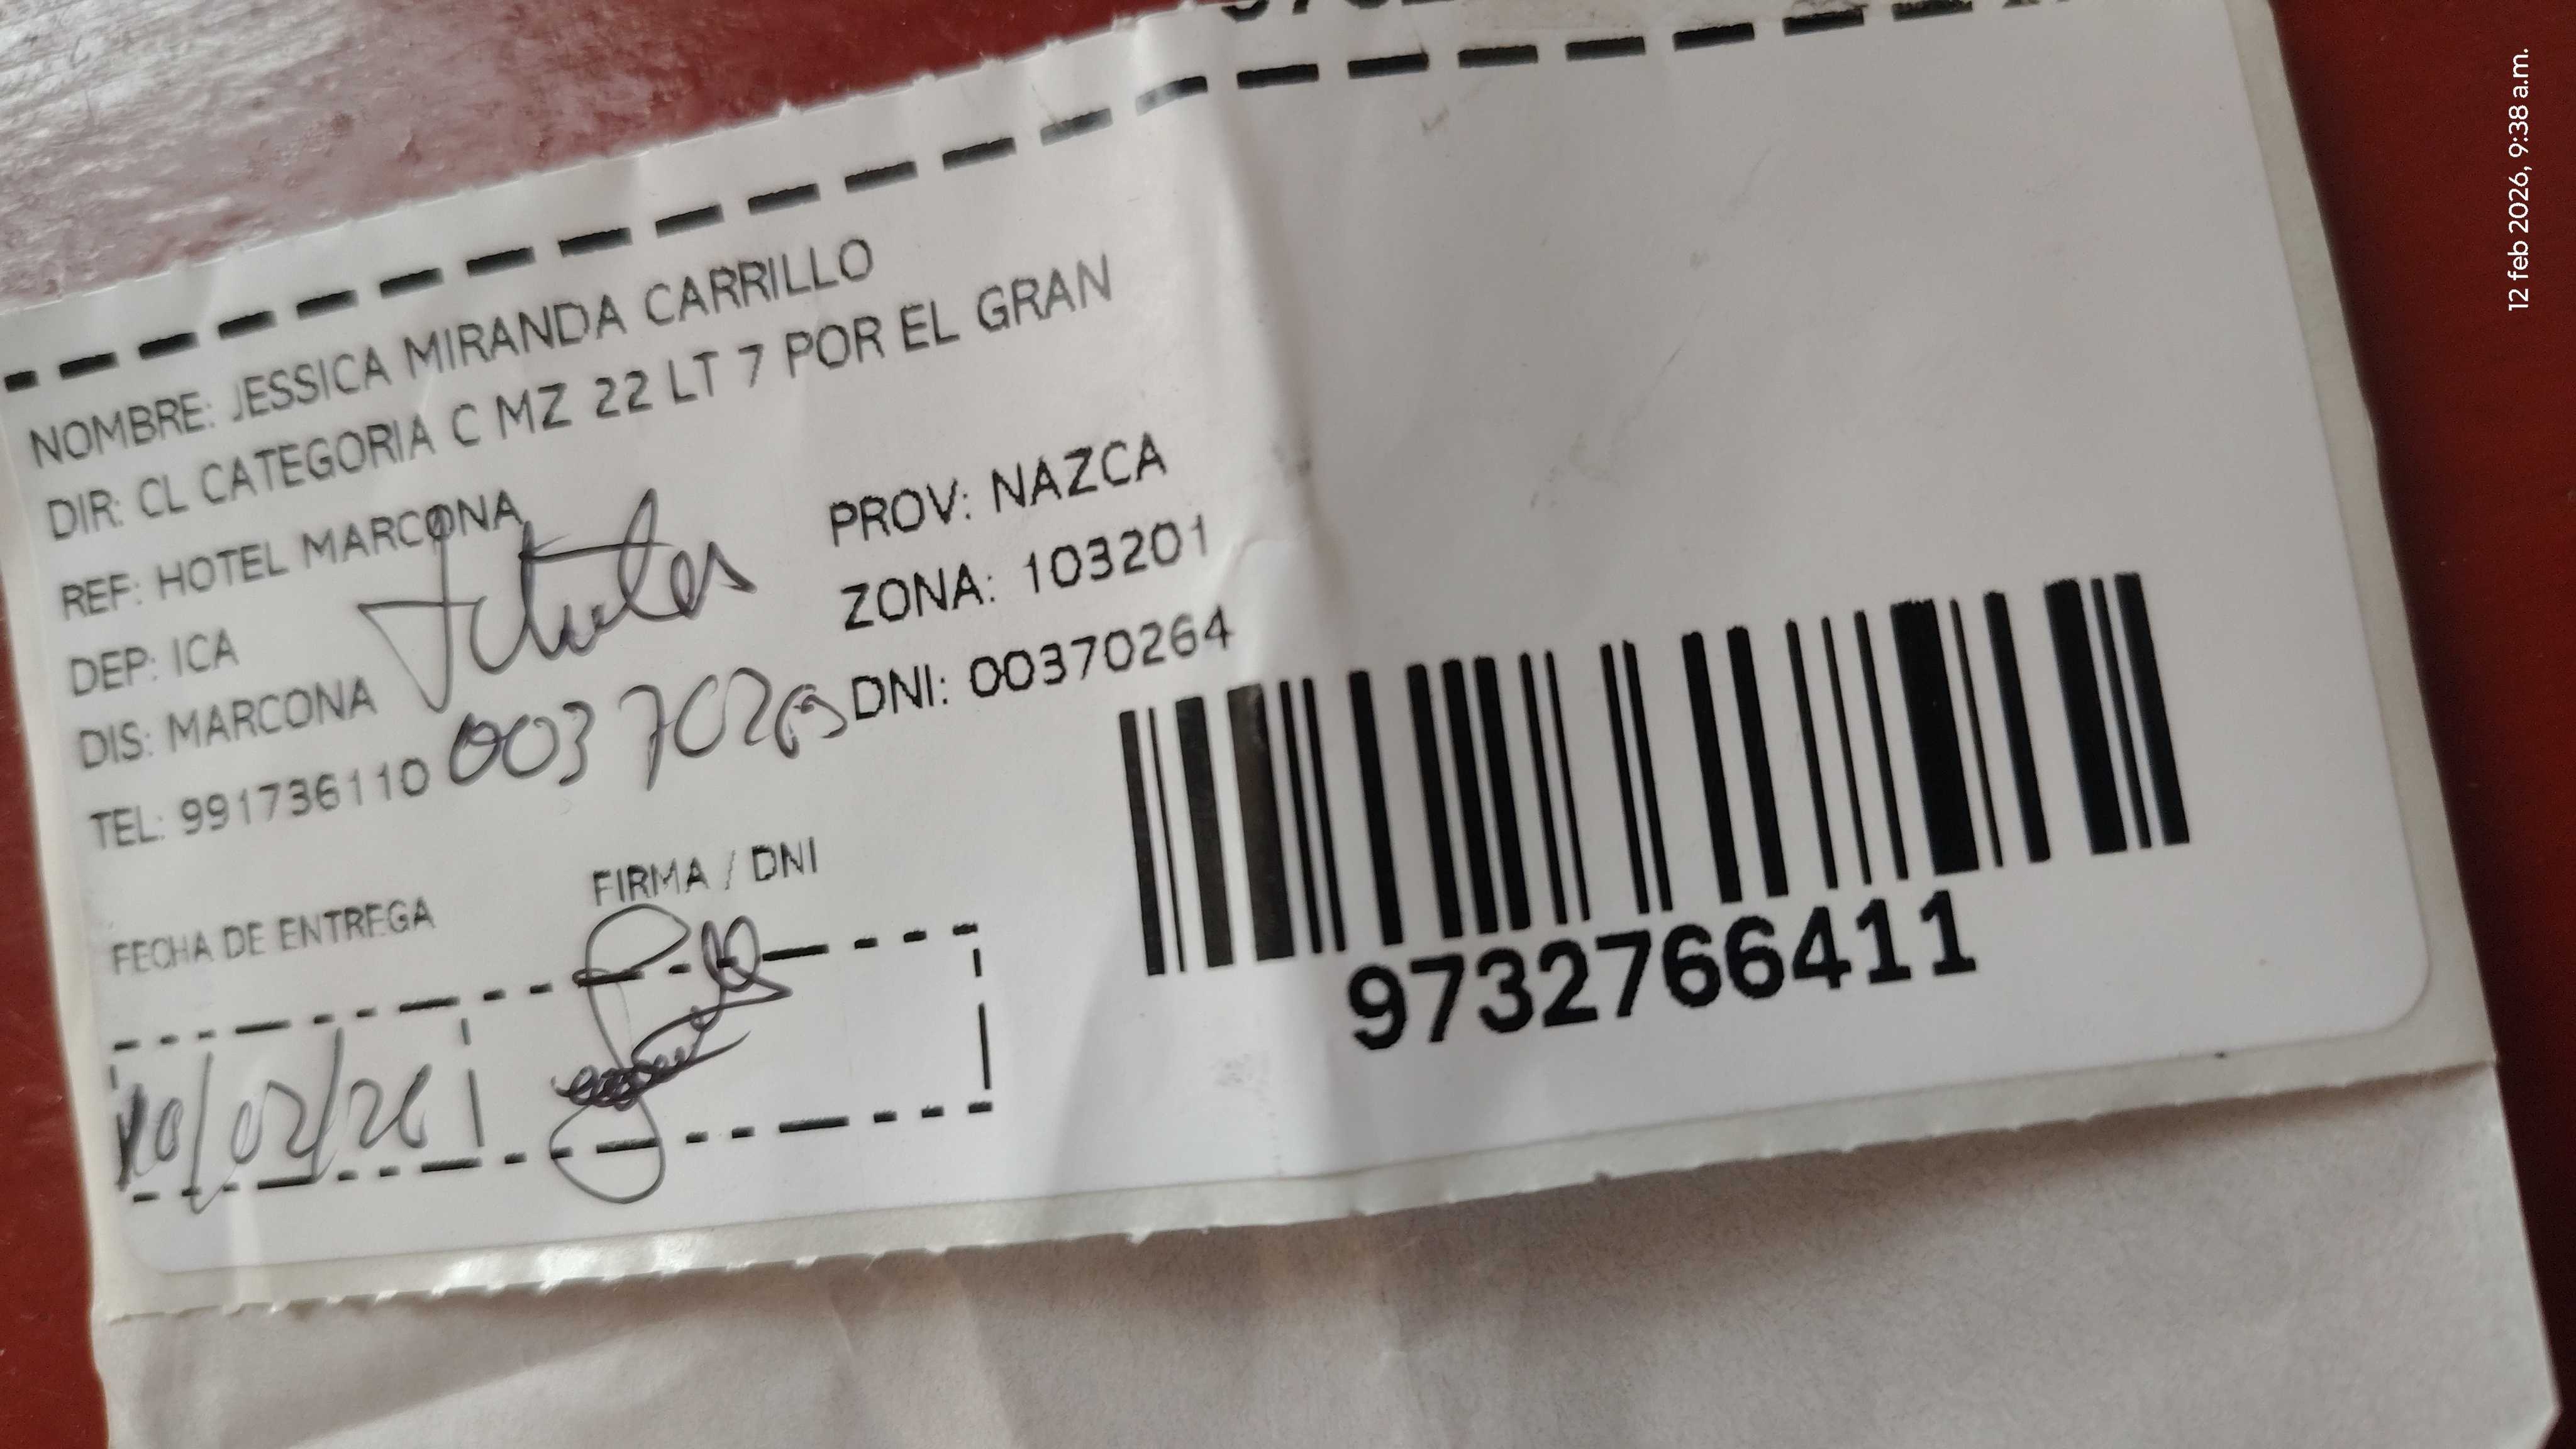 NOMBRE: JESSICA MIRANDA CARRILLO
DIR: CL CATEGORIA C MZ 22 LT 7 POR EL GRAN
REF: HOTEL MARCONA
PROV: NAZCA
DEP: ICA
ZONA: 103201
DIS: MARCONA
DNI: 00370264
TEL: 991736110
FECHA DE ENTREGA
FIRMA / DNI
10/02/26
9732766411
12 feb 2026, 9:38 a.m.